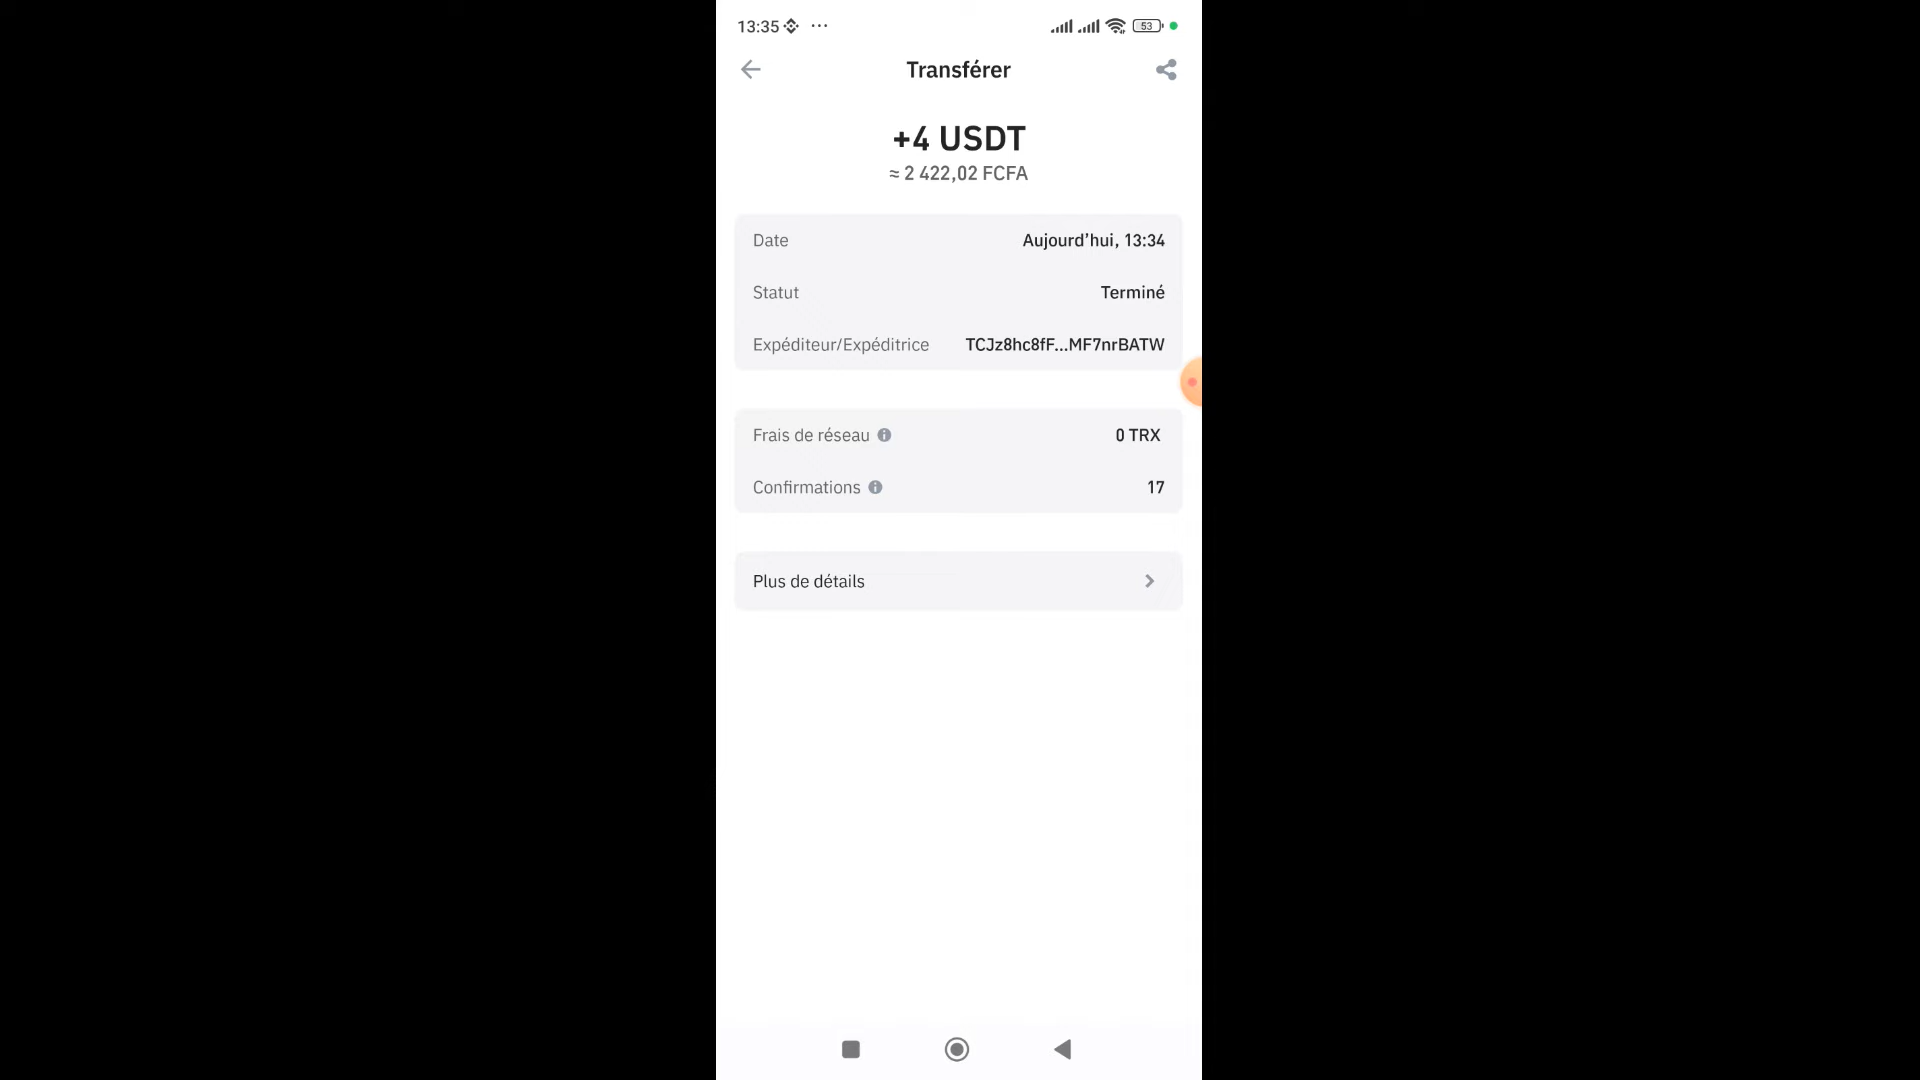 13:35 ...
53
Transférer
+4 USDT
≈ 2 422,02 FCFA
Date Aujourd’hui, 13:34
Statut Terminé
Expéditeur/Expéditrice TCJz8hc8fF...MF7nrBATW
Frais de réseau 0 TRX
Confirmations 17
Plus de détails